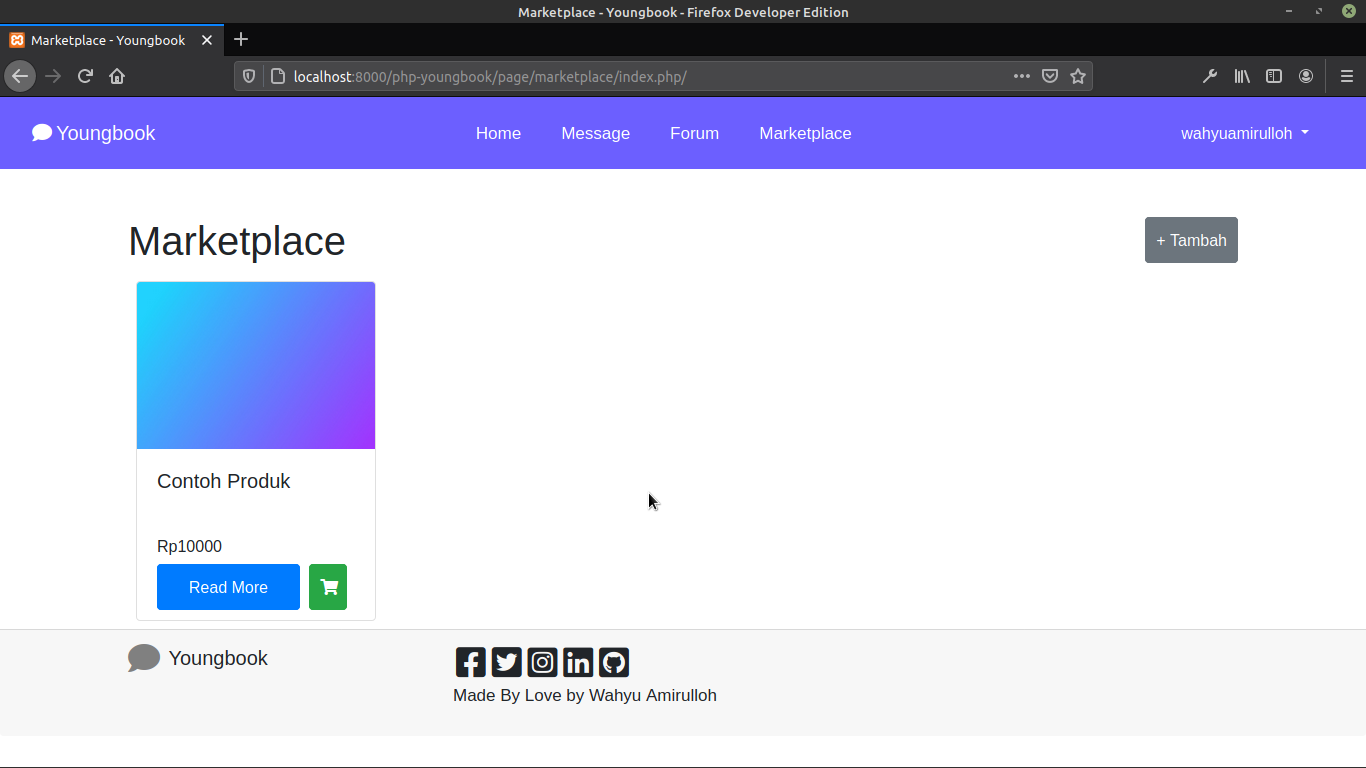 Marketplace - Youngbook - Firefox Developer Edition
Marketplace - Youngbook
localhost:8000/php-youngbook/page/marketplace/index.php/
Youngbook Home Message Forum Marketplace wahyuamirulloh
Marketplace + Tambah
Contoh Produk
Rp10000
Read More
Youngbook
Made By Love by Wahyu Amirulloh